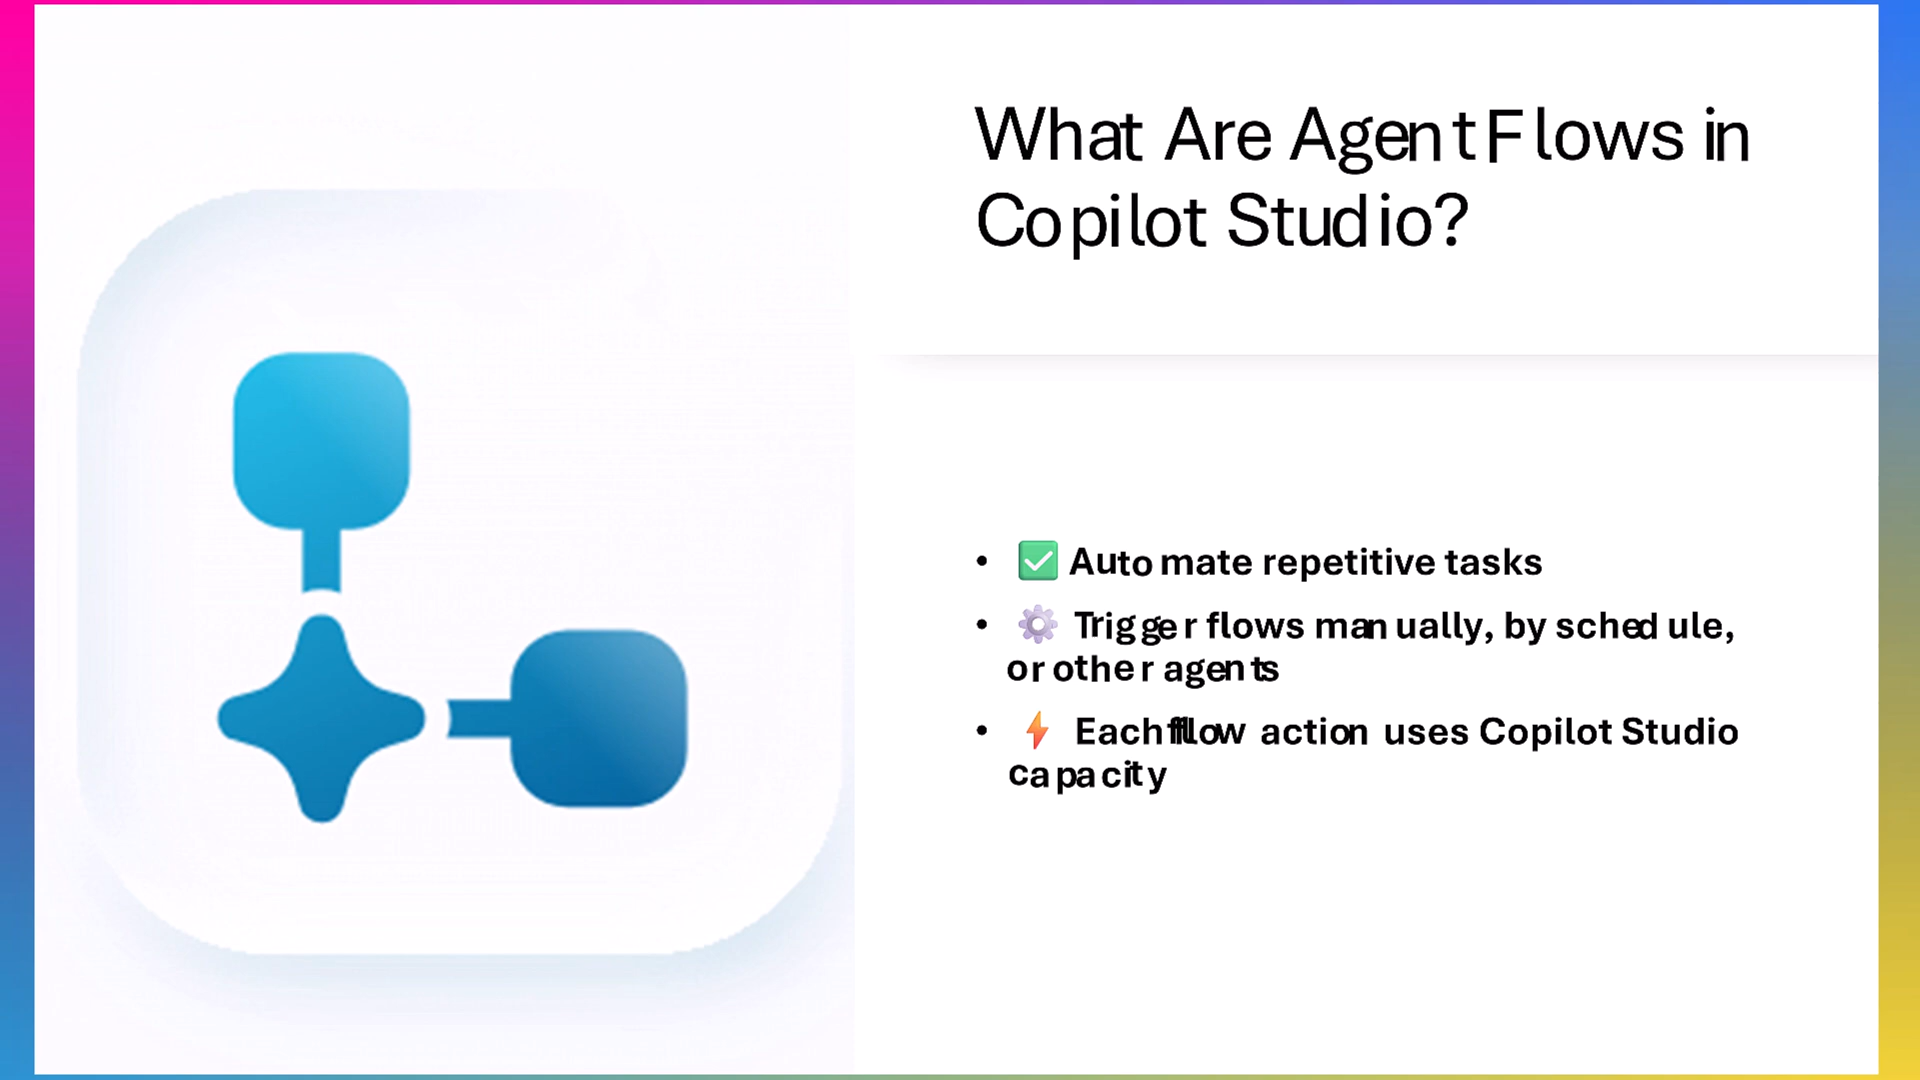 What Are Agent Flows in
Copilot Studio?
• ✅ Automate repetitive tasks
• ⚙️ Trigger flows manually, by schedule,
or other agents
• ⚡ Each flow action uses Copilot Studio
capacity